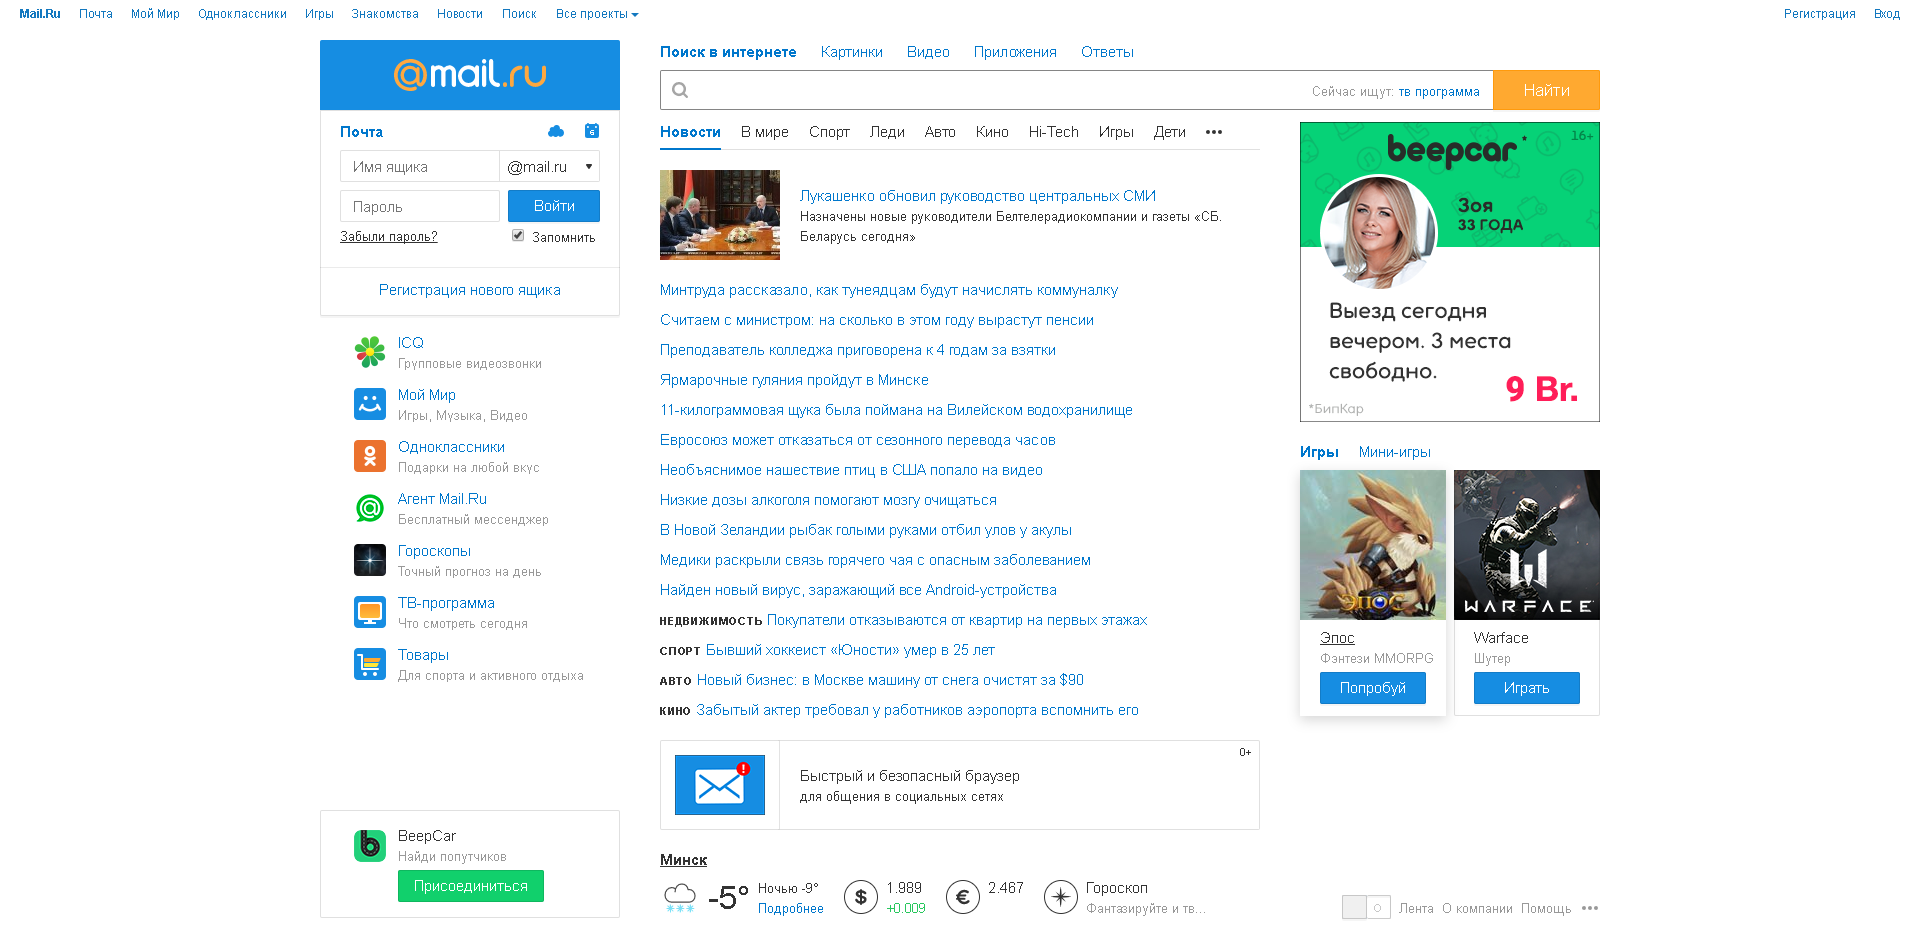 Mail.Ru Почта Мой Мир Одноклассники Игры Знакомства Новости Поиск Все проекты Регистрация Вход
@mail.ru
Почта
6
Имя ящика @mail.ru
Пароль Войти
Забыли пароль? Запомнить
Регистрация нового ящика
ICQ
Групповые видеозвонки
Мой Мир
Игры, Музыка, Видео
Одноклассники
Подарки на любой вкус
Агент Mail.Ru
Бесплатный мессенджер
Гороскопы
Точный прогноз на день
ТВ-программа
Что смотреть сегодня
Товары
Для спорта и активного отдыха
BeepCar
Найди попутчиков
Присоединиться
Поиск в интернете Картинки Видео Приложения Ответы
Сейчас ищут: тв программа Найти
Новости В мире Спорт Леди Авто Кино Hi-Tech Игры Дети •••
Лукашенко обновил руководство центральных СМИ
Назначены новые руководители Белтелерадиокомпании и газеты «СБ.
Беларусь сегодня»
Минтруда рассказало, как тунеядцам будут начислять коммуналку
Считаем с министром: на сколько в этом году вырастут пенсии
Преподаватель колледжа приговорена к 4 годам за взятки
Ярмарочные гуляния пройдут в Минске
11-килограммовая щука была поймана на Вилейском водохранилище
Евросоюз может отказаться от сезонного перевода часов
Необъяснимое нашествие птиц в США попало на видео
Низкие дозы алкоголя помогают мозгу очищаться
В Новой Зеландии рыбак голыми руками отбил улов у акулы
Медики раскрыли связь горячего чая с опасным заболеванием
Найден новый вирус, заражающий все Android-устройства
НЕДВИЖИМОСТЬ Покупатели отказываются от квартир на первых этажах
СПОРТ Бывший хоккеист «Юности» умер в 25 лет
АВТО Новый бизнес: в Москве машину от снега очистят за $90
КИНО Забытый актер требовал у работников аэропорта вспомнить его
0+
Быстрый и безопасный браузер
для общения в социальных сетях
Минск
-5° Ночью -9° $ 1.989 € 2.467 Гороскоп
Подробнее +0.009 Фантазируйте и тв...
16+
beepcar*
Зоя
33 ГОДА
Выезд сегодня
вечером. 3 места
свободно.
9 Br.
*БипКар
Игры Мини-игры
ЭПОС
WARFACE
Эпос
Фэнтези MMORPG
Попробуй
Warface
Шутер
Играть
Лента О компании Помощь •••